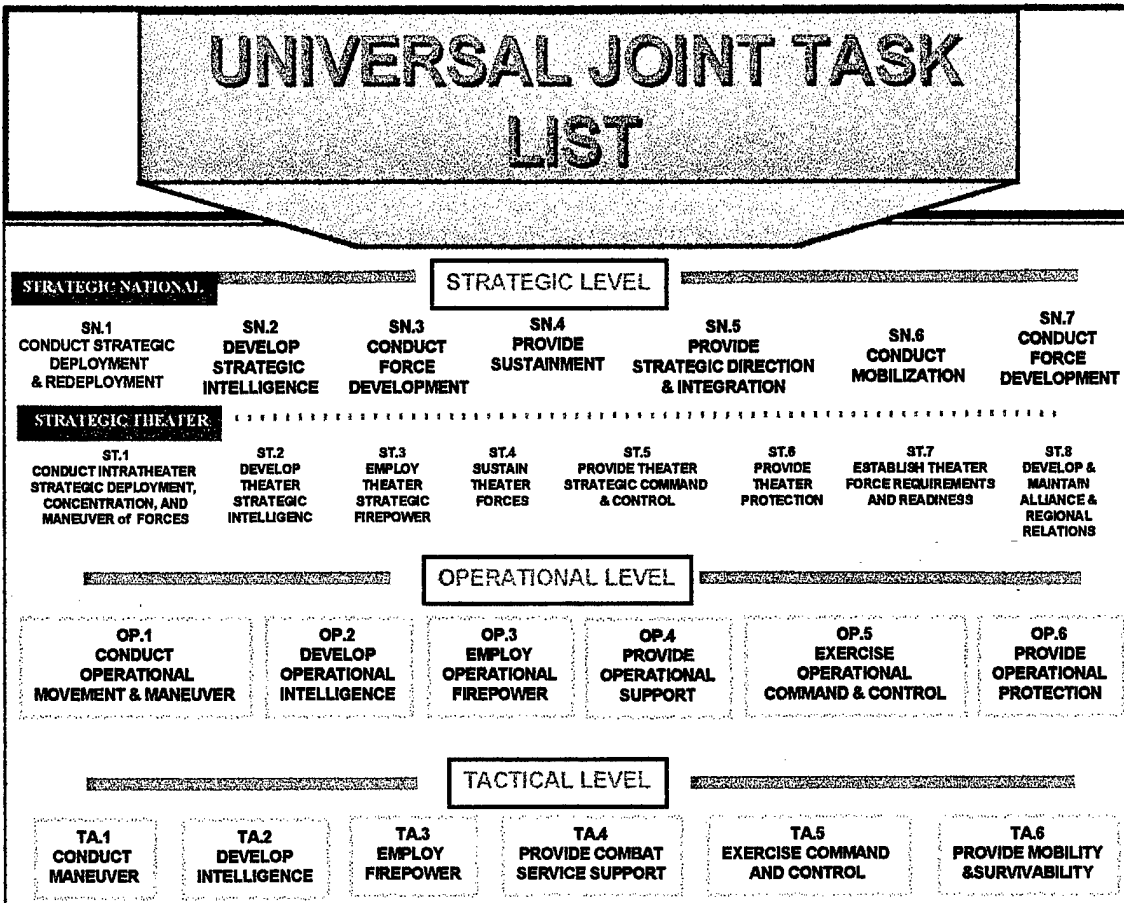 UNIVERSAL JOINT TASK
LIST
STRATEGIC LEVEL
STRATEGIC NATIONAL
SN.1
CONDUCT STRATEGIC
DEPLOYMENT
& REDEPLOYMENT
SN.2
DEVELOP
STRATEGIC
INTELLIGENCE
SN.3
CONDUCT
FORCE
DEVELOPMENT
SN.4
PROVIDE
SUSTAINMENT
SN.5
PROVIDE
STRATEGIC DIRECTION
& INTEGRATION
SN.6
CONDUCT
MOBILIZATION
SN.7
CONDUCT
FORCE
DEVELOPMENT
STRATEGIC THEATER
ST.1
CONDUCT INTRATHEATER
STRATEGIC DEPLOYMENT,
CONCENTRATION, AND
MANEUVER of FORCES
ST.2
DEVELOP
THEATER
STRATEGIC
INTELLIGENC
ST.3
EMPLOY
THEATER
STRATEGIC
FIREPOWER
ST.4
SUSTAIN
THEATER
FORCES
ST.5
PROVIDE THEATER
STRATEGIC COMMAND
& CONTROL
ST.6
PROVIDE
THEATER
PROTECTION
ST.7
ESTABLISH THEATER
FORCE REQUIREMENTS
AND READINESS
ST.8
DEVELOP &
MAINTAIN
ALLIANCE &
REGIONAL
RELATIONS
OPERATIONAL LEVEL
OP.1
CONDUCT
OPERATIONAL
MOVEMENT & MANEUVER
OP.2
DEVELOP
OPERATIONAL
INTELLIGENCE
OP.3
EMPLOY
OPERATIONAL
FIREPOWER
OP.4
PROVIDE
OPERATIONAL
SUPPORT
OP.5
EXERCISE
OPERATIONAL
COMMAND & CONTROL
OP.6
PROVIDE
OPERATIONAL
PROTECTION
TACTICAL LEVEL
TA.1
CONDUCT
MANEUVER
TA.2
DEVELOP
INTELLIGENCE
TA.3
EMPLOY
FIREPOWER
TA.4
PROVIDE COMBAT
SERVICE SUPPORT
TA.5
EXERCISE COMMAND
AND CONTROL
TA.6
PROVIDE MOBILITY
&SURVIVABILITY